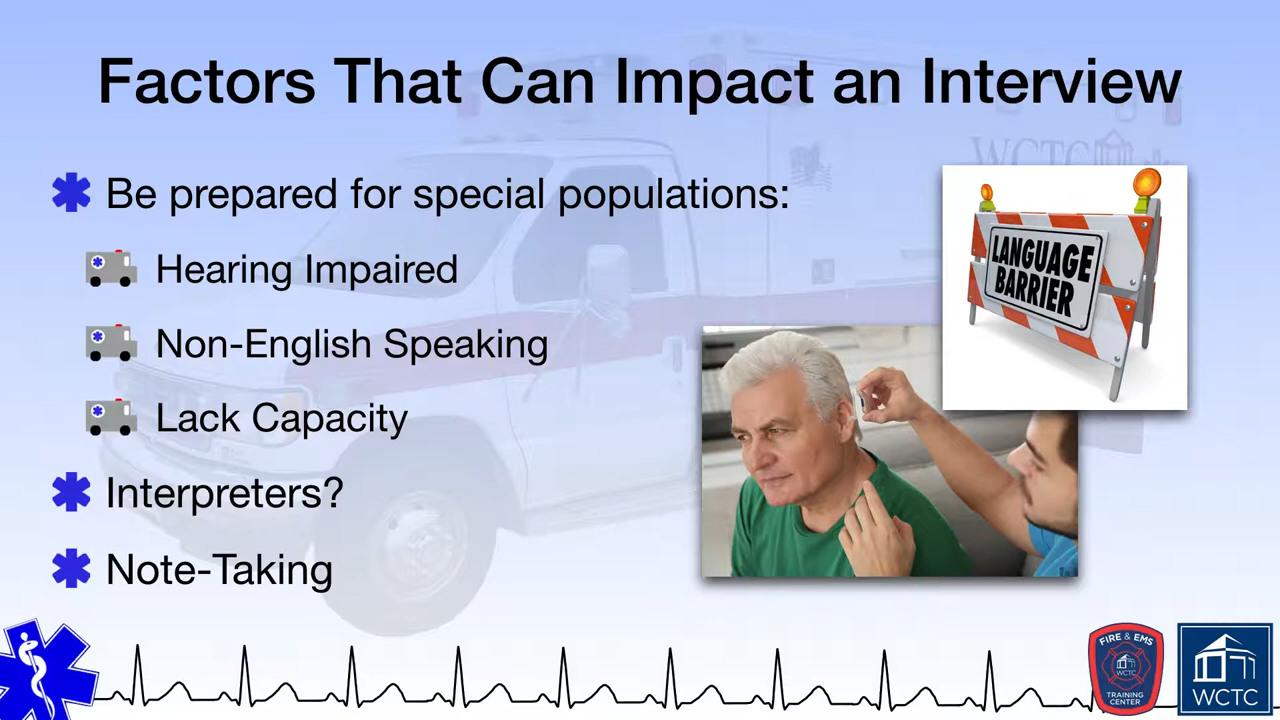 Factors That Can Impact an Interview
Be prepared for special populations:
Hearing Impaired
Non-English Speaking
Lack Capacity
Interpreters?
Note-Taking
WCTC
LANGUAGE
BARRIER
FIRE & EMS
WCTC
TRAINING
CENTER
WCTC